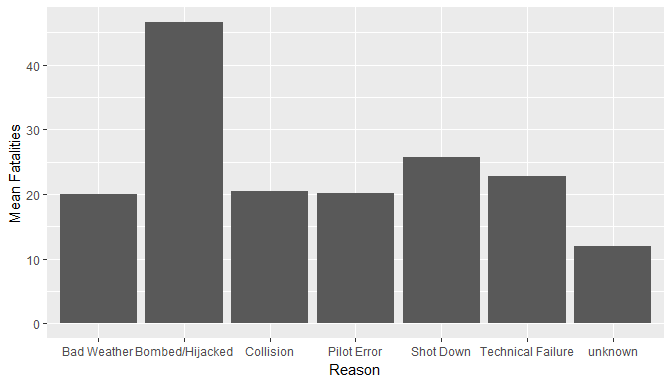 Mean Fatalities
40
30
20
10
0
Bad Weather Bombed/Hijacked Collision Pilot Error Shot Down Technical Failure unknown
Reason